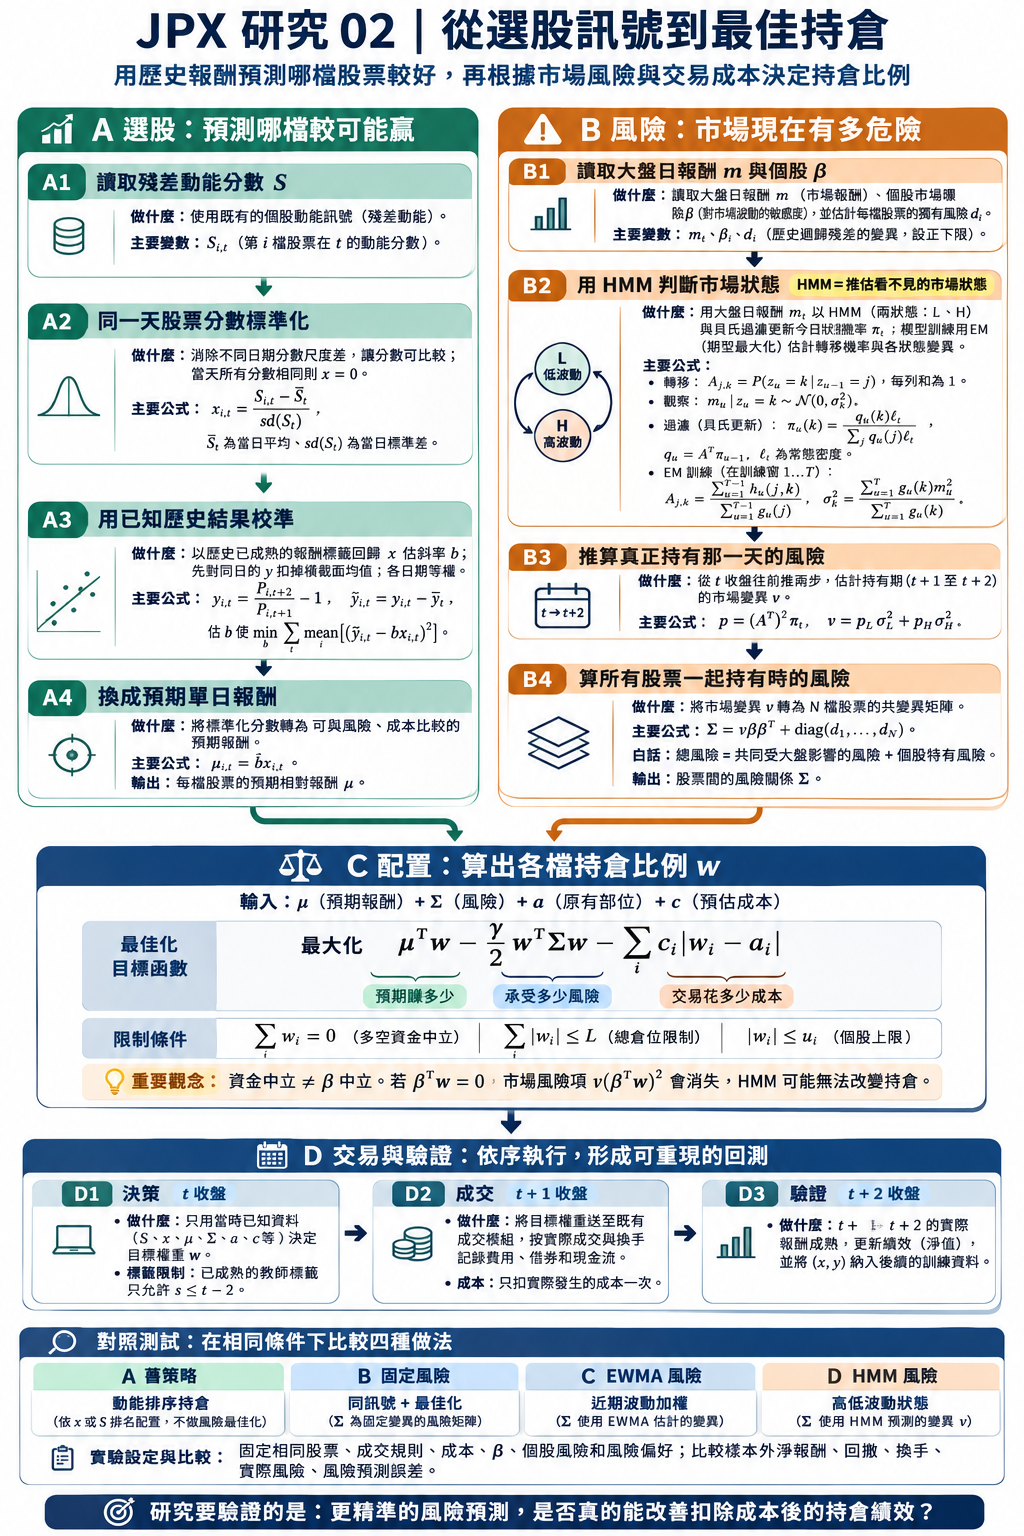 JPX 研究 02｜從選股訊號到最佳持倉
用歷史報酬預測哪檔股票較好，再根據市場風險與交易成本決定持倉比例
A 選股：預測哪檔較可能贏
A1 讀取殘差動能分數 S
做什麼：使用既有的個股動能訊號（殘差動能）。
主要變數：S_{i,t}（第 i 檔股票在 t 的動能分數）。
A2 同一天股票分數標準化
做什麼：消除不同日期分數尺度差，讓分數可比較；
當天所有分數相同則 x = 0。
主要公式：x_{i,t} = (S_{i,t} − S̄_t) / sd(S_t)，
S̄_t 為當日平均、sd(S_t) 為當日標準差。
A3 用已知歷史結果校準
做什麼：以歷史已成熟的報酬標籤回歸 x 估斜率 b；
先對同日的 y 扣掉橫截面均值；各日期等權。
主要公式：y_{i,t} = P_{i,t+2} / P_{i,t+1} − 1， ỹ_{i,t} = y_{i,t} − ȳ_t，
估 b 使 min_b ∑_t mean_i[(ỹ_{i,t} − bx_{i,t})²]。
A4 換成預期單日報酬
做什麼：將標準化分數轉為 可與風險、成本比較的
預期報酬。
主要公式：μ_{i,t} = b̂x_{i,t}。
輸出：每檔股票的預期相對報酬 μ。
B 風險：市場現在有多危險
B1 讀取大盤日報酬 m 與個股 β
做什麼：讀取大盤日報酬 m （市場報酬）、個股市場曝
險β (對市場波動的敏感度)，並估計每檔股票的獨有風險 d_i。
主要變數：m_t、β_i、d_i（歷史迴歸殘差的變異，設正下限）。
B2 用 HMM 判斷市場狀態 HMM＝推估看不見的市場狀態
L
低波動
H
高波動
做什麼：用大盤日報酬 m_t 以 HMM（兩狀態：L、H）
與貝氏過濾更新今日狀態機率 π_t；模型訓練用EM
（期型最大化）估計轉移機率與各狀態變異。
主要公式：
• 轉移： A_{j,k} = P(z_u = k | z_{u−1} = j)，每列和為 1。
• 觀察： m_u | z_u = k ~ N(0, σ_k²)。
• 過濾（貝氏更新）： π_u(k) = q_u(k)ℓ_t / ∑_j q_u(j)ℓ_t ，
q_u = A^T π_{u−1}， ℓ_t 為常態密度。
• EM 訓練（在訓練窗 1…T）：
A_{j,k} = ∑_{u=1}^{T−1} h_u(j,k) / ∑_{u=1}^{T−1} g_u(j)， σ_k² = ∑_{u=1}^{T} g_u(k)m_u² / ∑_{u=1}^{T} g_u(k)。
B3 推算真正持有那一天的風險
t→t+2
做什麼：從 t 收盤往前推兩步，估計持有期 (t + 1 至 t + 2)
的市場變異 v。
主要公式： p = (A^T)² π_t， v = p_L σ_L² + p_H σ_H²。
B4 算所有股票一起持有時的風險
做什麼：將市場變異 v 轉為 N 檔股票的共變異矩陣。
主要公式：Σ = vββ^T + diag(d_1,…,d_N)。
白話：總風險 = 共同受大盤影響的風險 + 個股特有風險。
輸出：股票間的風險關係 Σ。
C 配置：算出各檔持倉比例 w
輸入：μ（預期報酬）+ Σ（風險）+ a（原有部位）+ c（預估成本）
最佳化
目標函數
最大化 μ^T w − γ/2 w^T Σw − ∑_i c_i|w_i − a_i|
預期賺多少 承受多少風險 交易花多少成本
限制條件 ∑_i w_i = 0 （多空資金中立） | ∑_i |w_i| ≤ L（總倉位限制） | |w_i| ≤ u_i （個股上限）
重要觀念： 資金中立 ≠ β 中立。若 β^T w = 0，市場風險項 v(β^T w)² 會消失，HMM 可能無法改變持倉。
D 交易與驗證：依序執行，形成可重現的回測
D1 決策 t 收盤
• 做什麼：只用當時已知資料
（S、x、μ、Σ、a、c等）決定
目標權重 w。
• 標籤限制：已成熟的教師標籤
只允許 s ≤ t − 2。
D2 成交 t + 1 收盤
• 做什麼：將目標權重送至既有
成交模組，按實際成交與換手
記錄費用、借券和現金流。
• 成本：只扣實際發生的成本一次。
D3 驗證 t + 2 收盤
• 做什麼：t + t + 2 的實際
報酬成熟，更新績效（淨值），
並將 (x, y) 納入後續的訓練資料。
對照測試：在相同條件下比較四種做法
A 舊策略
動能排序持倉
（依 x 或 S 排名配置，不做風險最佳化）
B 固定風險
同訊號 + 最佳化
（Σ 為固定變異的風險矩陣）
C EWMA 風險
近期波動加權
（Σ 使用 EWMA 估計的變異）
D HMM 風險
高低波動狀態
（Σ 使用 HMM 預測的變異 v）
實驗設定與比較： 固定相同股票、成交規則、成本、β、個股風險和風險偏好；比較樣本外淨報酬、回撤、換手、
實際風險、風險預測誤差。
研究要驗證的是：更精準的風險預測，是否真的能改善扣除成本後的持倉績效？